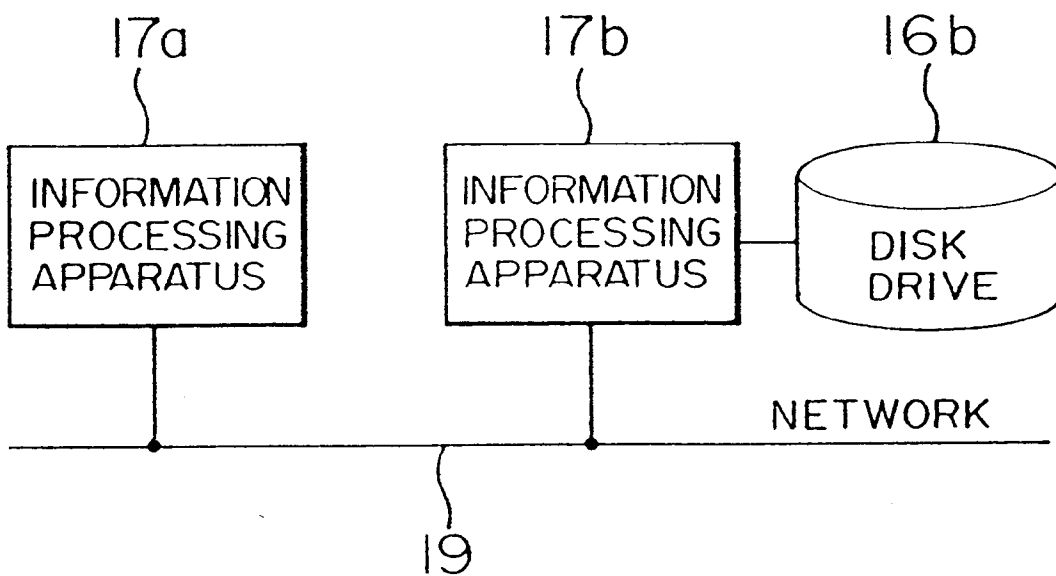 17a
17b
16b
INFORMATION
PROCESSING
APPARATUS
INFORMATION
PROCESSING
APPARATUS
DISK
DRIVE
NETWORK
19